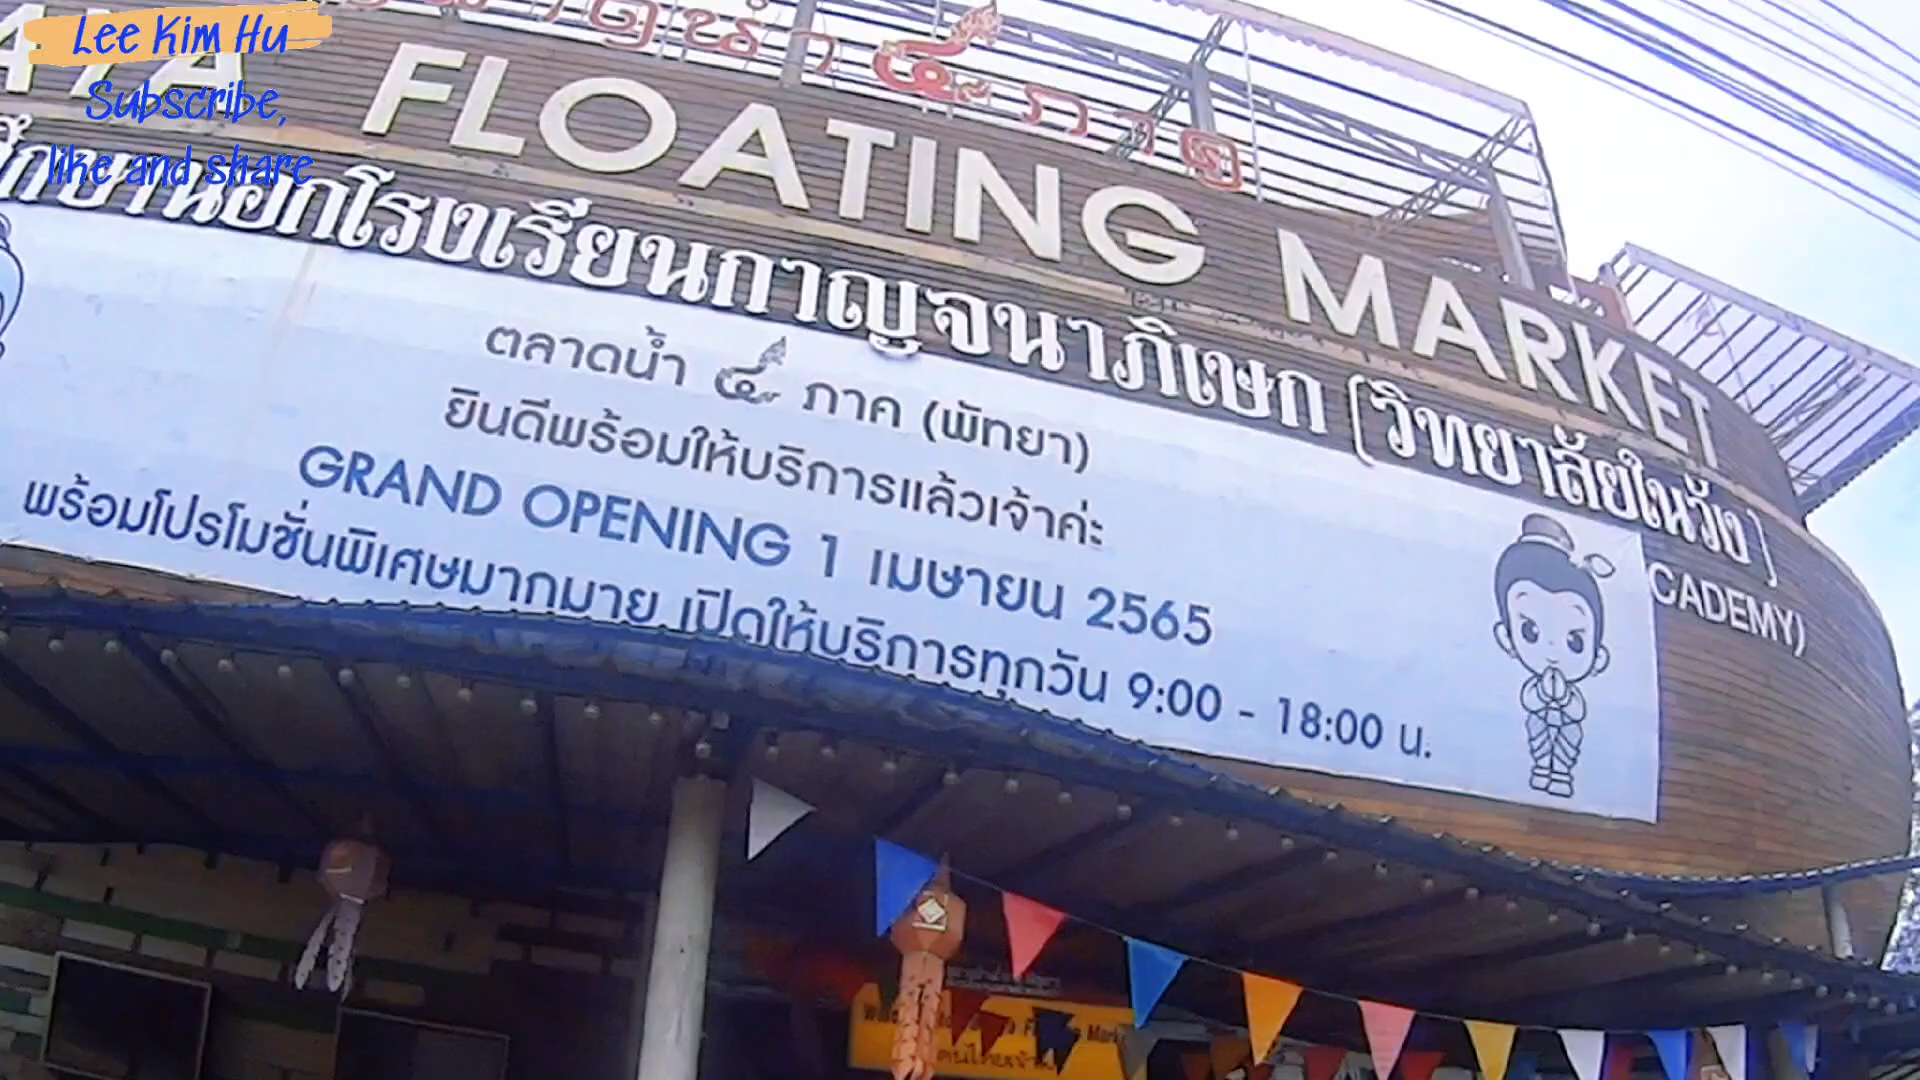 Lee Kim Hu
Subscribe,
like and share
ตลาดน้ำ ๔ ภาค
FLOATING MARKET
นอกโรงเรียนกาญจนาภิเษก (วิทยาลัยในวัง)
ตลาดน้ำ ๔ ภาค (พัทยา)
ยินดีพร้อมให้บริการแล้วเจ้าค่ะ
GRAND OPENING 1 เมษายน 2565
พร้อมโปรโมชั่นพิเศษมากมาย เปิดให้บริการทุกวัน 9:00 - 18:00 น.
CADEMY)